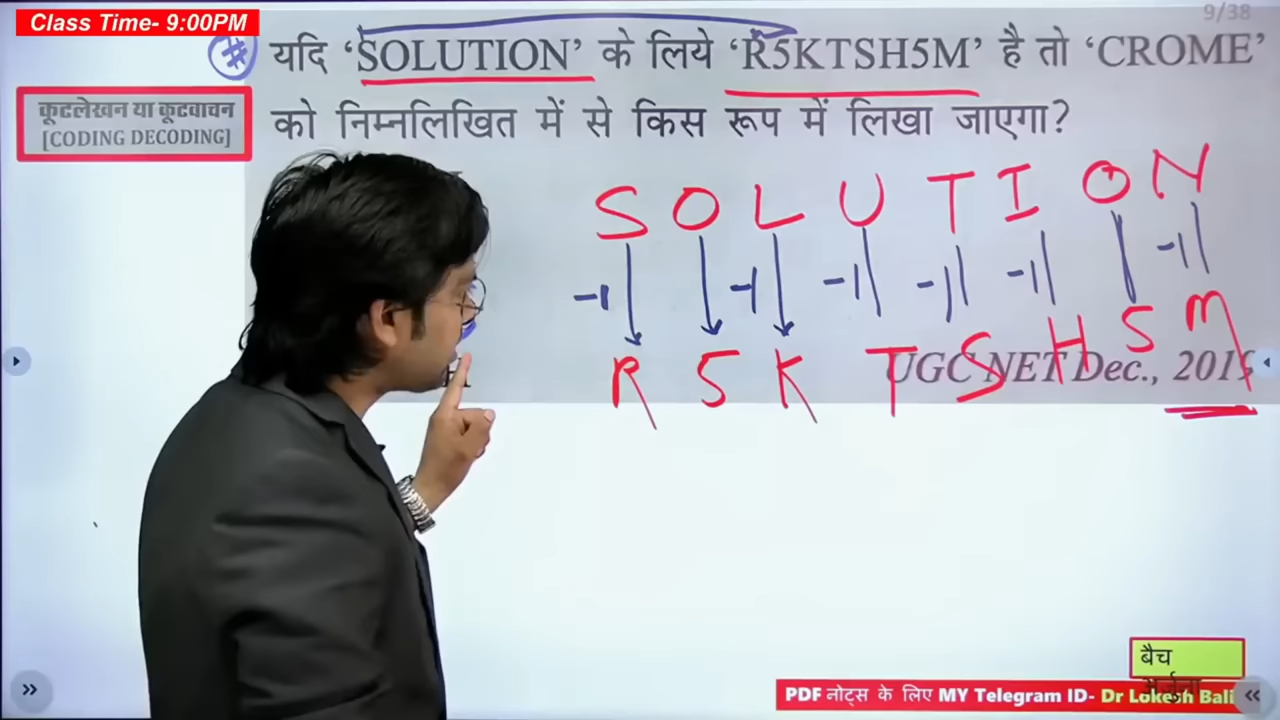 Class Time- 9:00PM
9/38
# यदि ‘SOLUTION’ के लिये ‘R5KTSH5M’ है तो ‘CROME’
को निम्नलिखित में से किस रूप में लिखा जाएगा?
कूटलेखन या कूटवाचन
[CODING DECODING]
S O L U T I O N
-1 -1 -1 -1 -1 -1
R 5 K T S H 5 M
UGC NET Dec.,
बैच
अर्जुना
PDF नोट्स के लिए MY Telegram ID- Dr Lokesh Bali